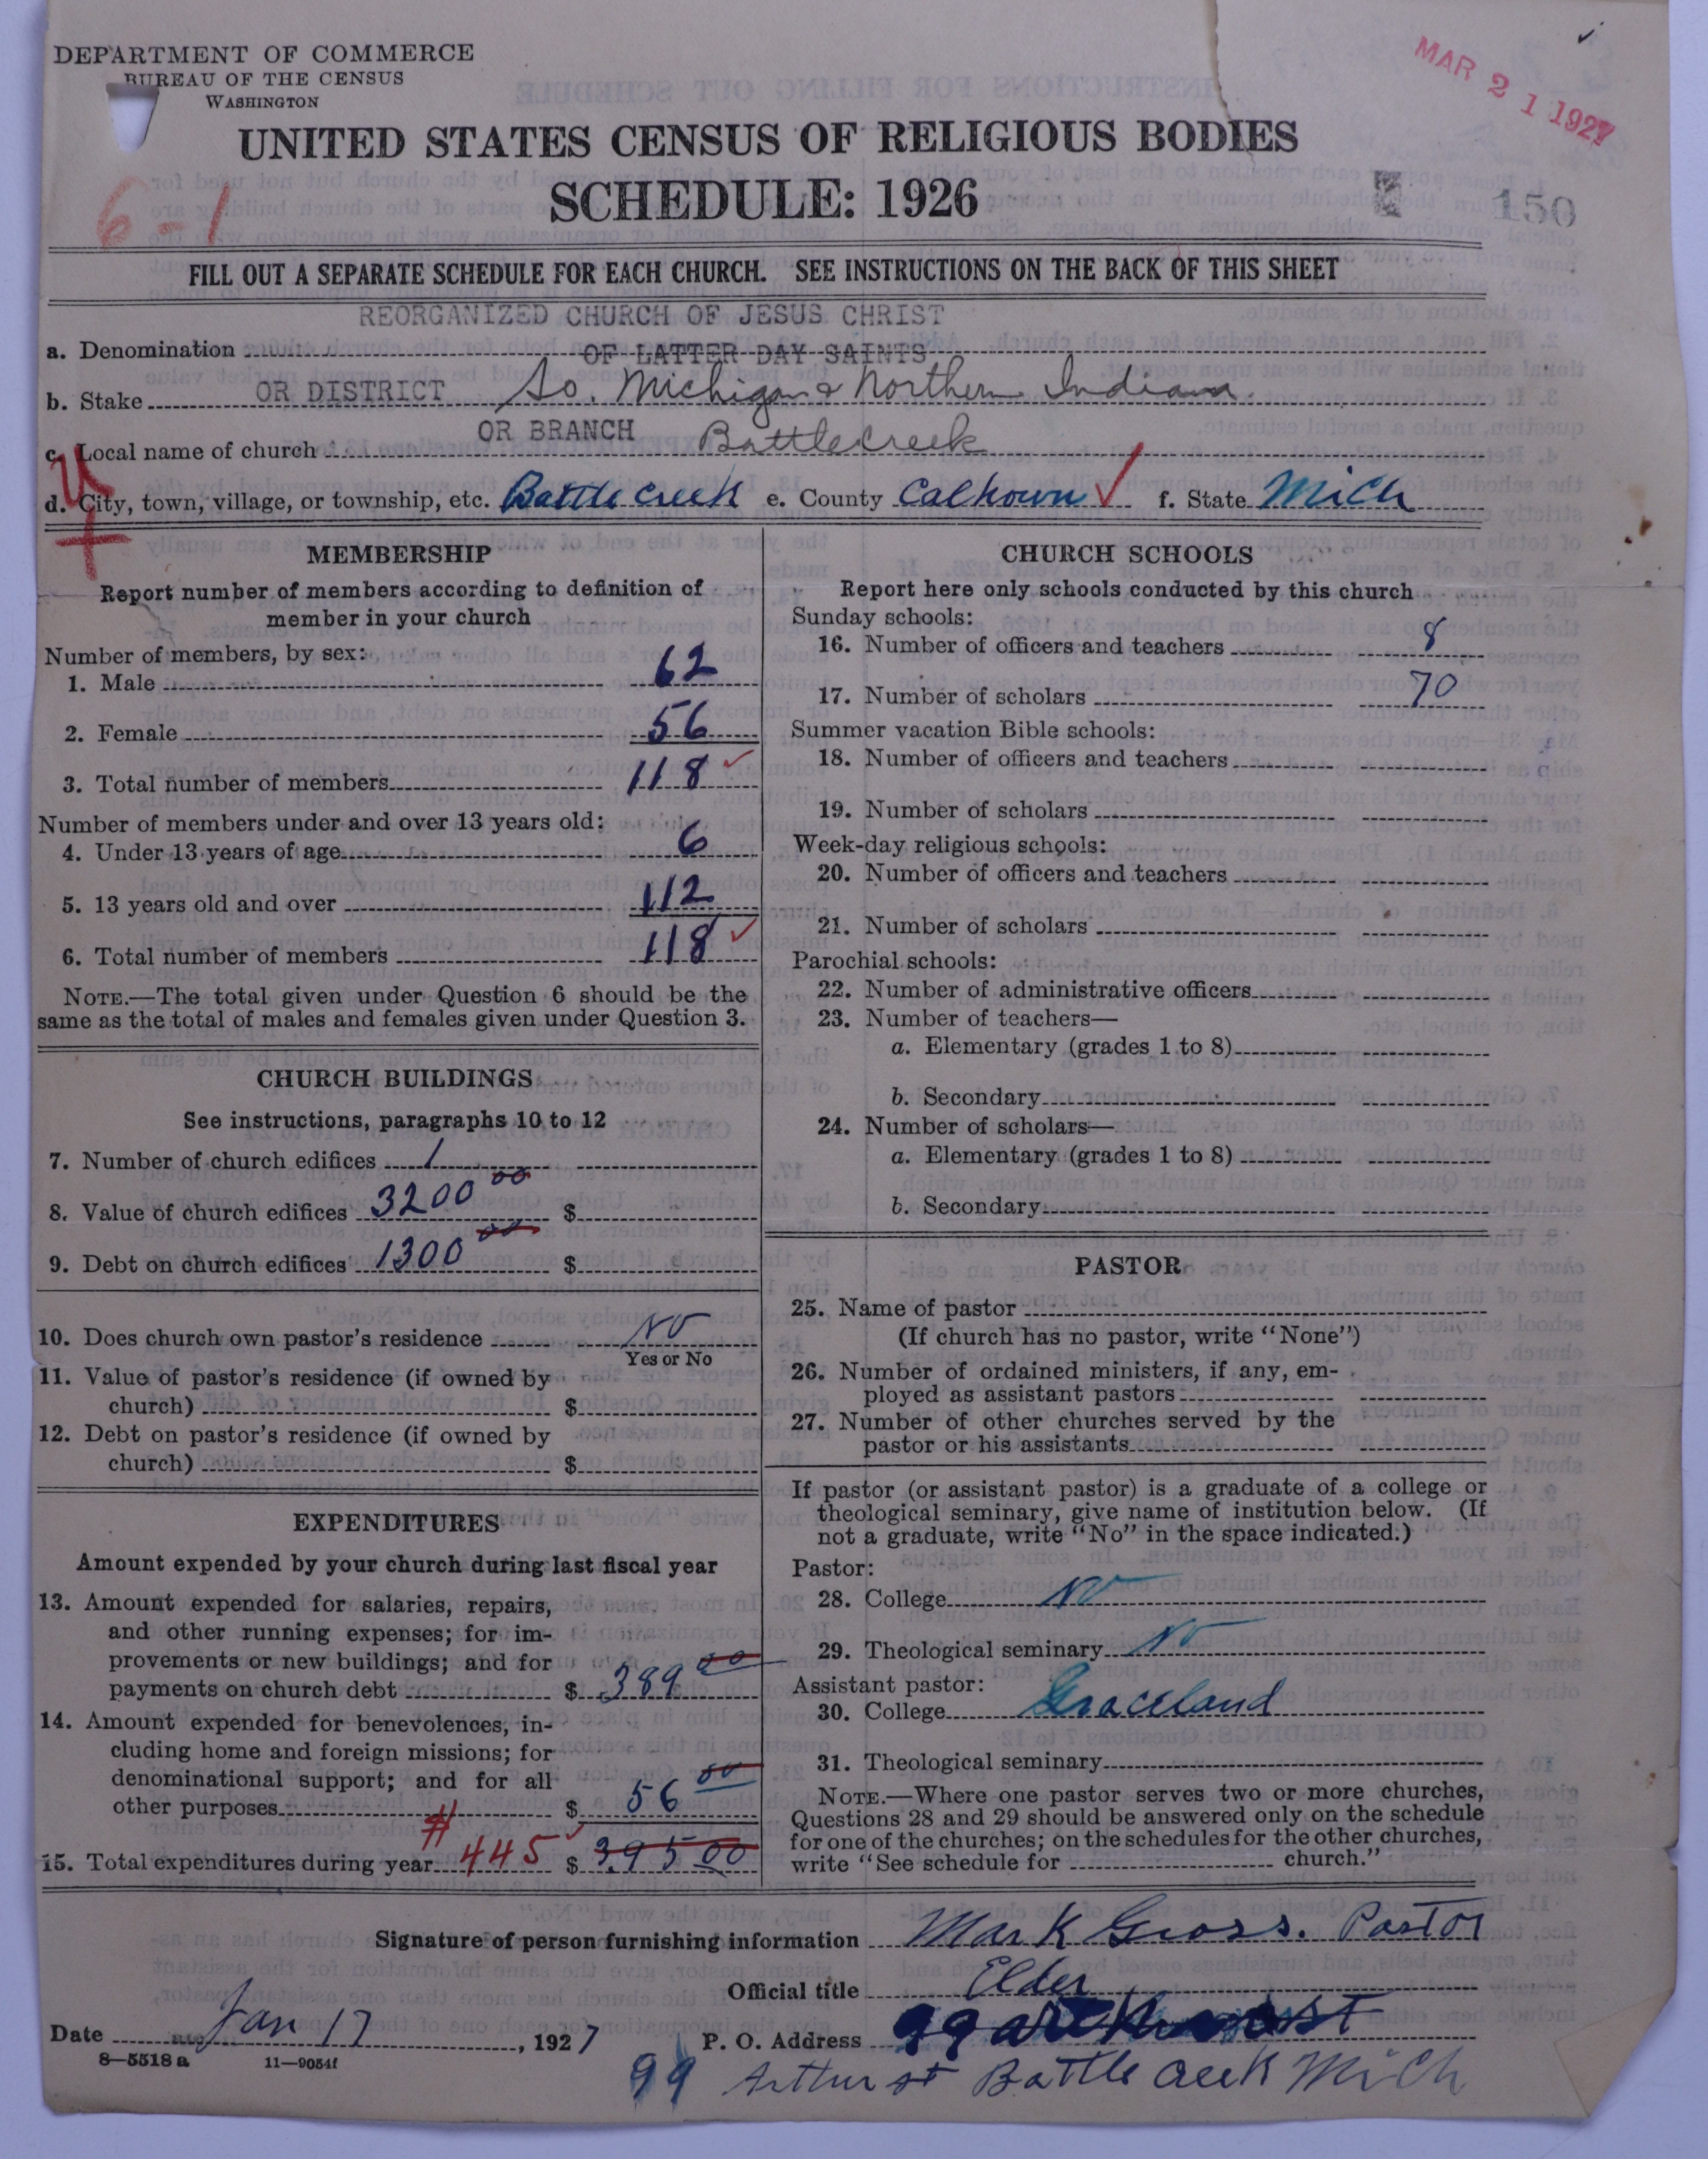 DEPARTMENT OF COMMERCE
BUREAU OF THE CENSUS
WASHINGTON
MAR 21 1927
UNITED STATES CENSUS OF RELIGIOUS BODIES
SCHEDULE: 1926
6-1
150
FILL OUT A SEPARATE SCHEDULE FOR EACH CHURCH. SEE INSTRUCTIONS ON THE BACK OF THIS SHEET
REORGANIZED CHURCH OF JESUS CHRIST
a. Denomination OF LATTER DAY SAINTS
b. Stake OR DISTRICT So. Michigan & Northern Indiana.
c. Local name of church OR BRANCH Battlecreek
d. City, town, village, or township, etc. Battle Creek e. County Calhoun ✓ f. State Mich
MEMBERSHIP
Report number of members according to definition of
member in your church
Number of members, by sex:
1. Male 62
2. Female 56
3. Total number of members 118 ✓
Number of members under and over 13 years old:
4. Under 13 years of age 6
5. 13 years old and over 112
6. Total number of members 118 ✓
NOTE.—The total given under Question 6 should be the
same as the total of males and females given under Question 3.
CHURCH BUILDINGS
See instructions, paragraphs 10 to 12
7. Number of church edifices 1
8. Value of church edifices 3200 00 $
9. Debt on church edifices 1300 00 $
10. Does church own pastor's residence No
Yes or No
11. Value of pastor's residence (if owned by
church) $
12. Debt on pastor's residence (if owned by
church) $
EXPENDITURES
Amount expended by your church during last fiscal year
13. Amount expended for salaries, repairs,
and other running expenses; for im-
provements or new buildings; and for
payments on church debt $ 389 00
14. Amount expended for benevolences, in-
cluding home and foreign missions; for
denominational support; and for all
other purposes $ 56 00
15. Total expenditures during year 445 ✓ $ 395 00
CHURCH SCHOOLS
Report here only schools conducted by this church
Sunday schools:
16. Number of officers and teachers 8
17. Number of scholars 70
Summer vacation Bible schools:
18. Number of officers and teachers
19. Number of scholars
Week-day religious schools:
20. Number of officers and teachers
21. Number of scholars
Parochial schools:
22. Number of administrative officers
23. Number of teachers—
a. Elementary (grades 1 to 8)
b. Secondary
24. Number of scholars—
a. Elementary (grades 1 to 8)
b. Secondary
PASTOR
25. Name of pastor
(If church has no pastor, write "None")
26. Number of ordained ministers, if any, em-
ployed as assistant pastors
27. Number of other churches served by the
pastor or his assistants
If pastor (or assistant pastor) is a graduate of a college or
theological seminary, give name of institution below. (If
not a graduate, write "No" in the space indicated.)
Pastor:
28. College No
29. Theological seminary No
Assistant pastor:
30. College Graceland
31. Theological seminary
NOTE.—Where one pastor serves two or more churches,
Questions 28 and 29 should be answered only on the schedule
for one of the churches; on the schedules for the other churches,
write "See schedule for church."
Signature of person furnishing information Mark Gross. Pastor
Official title Elder
Date Jan 17, 1927 P. O. Address 99 st
8—5518 a 11—9054f
99 Arthur st Battle Creek Mich